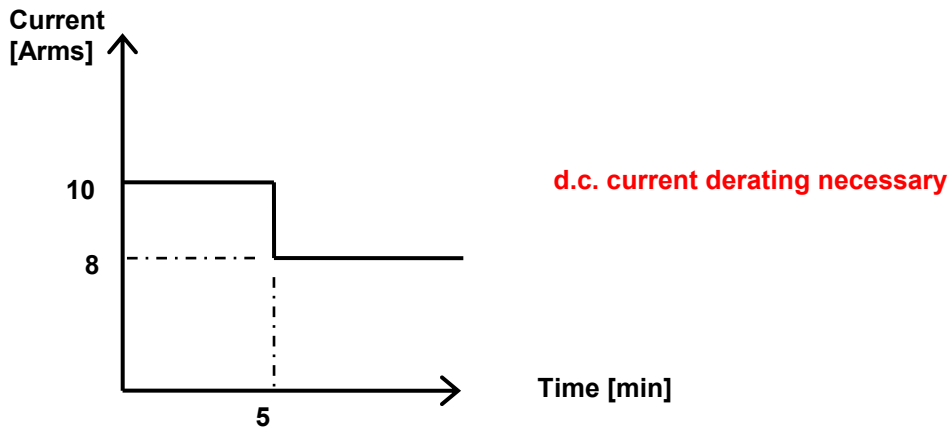 Current
[Arms]
10
d.c. current derating necessary
8
Time [min]
5